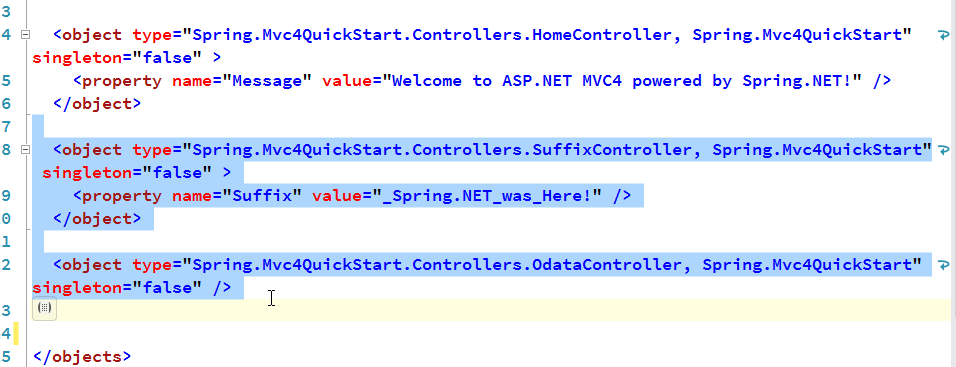 3
4 <object type="Spring.Mvc4QuickStart.Controllers.HomeController, Spring.Mvc4QuickStart"
singleton="false" >
5 <property name="Message" value="Welcome to ASP.NET MVC4 powered by Spring.NET!" />
6 </object>
7
8 <object type="Spring.Mvc4QuickStart.Controllers.SuffixController, Spring.Mvc4QuickStart"
singleton="false" >
9 <property name="Suffix" value="_Spring.NET_was_Here!" />
0 </object>
1
2 <object type="Spring.Mvc4QuickStart.Controllers.OdataController, Spring.Mvc4QuickStart"
singleton="false" />
3
4
5 </objects>